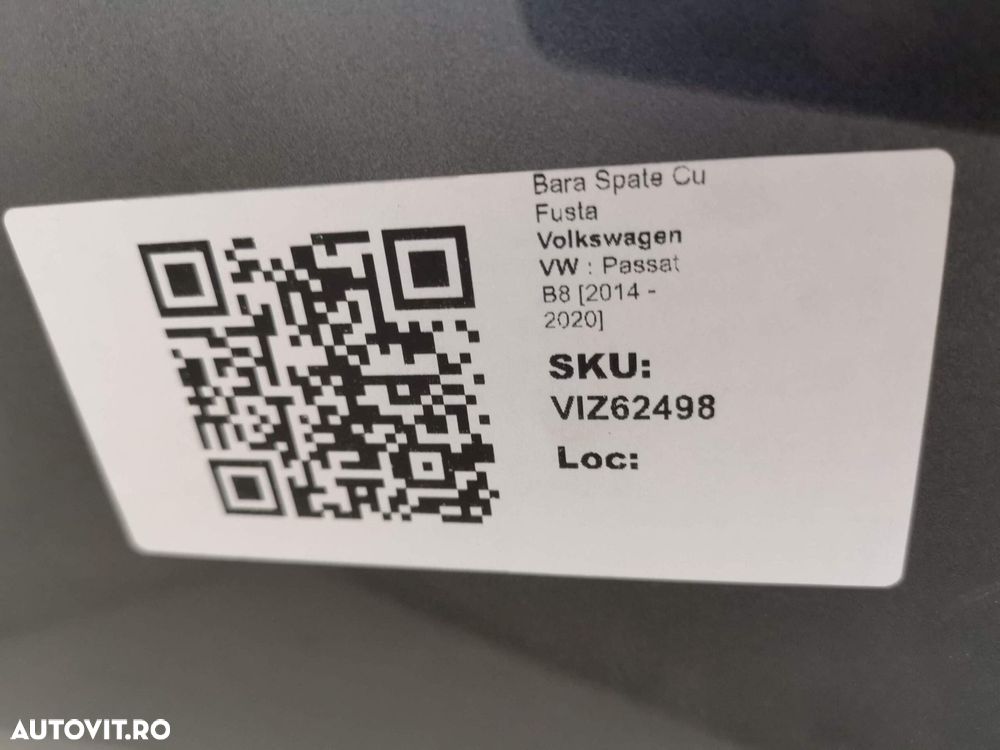 Bara Spate Cu
Fusta
Volkswagen
VW : Passat
B8 [2014 -
2020]
SKU:
VIZ62498
Loc:
AUTOVIT.RO